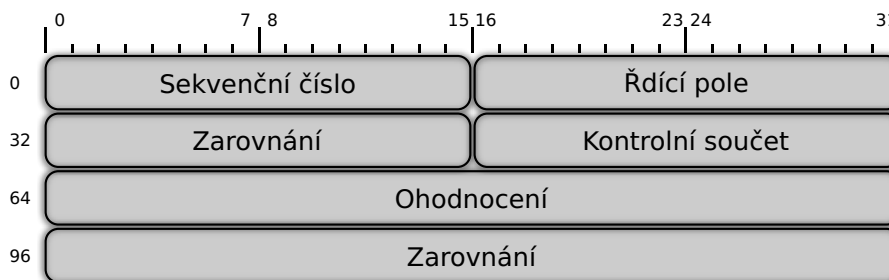 0 7 8 15 16 23 24 31
0 Sekvenční číslo Řdící pole
32 Zarovnání Kontrolní součet
64 Ohodnocení
96 Zarovnání